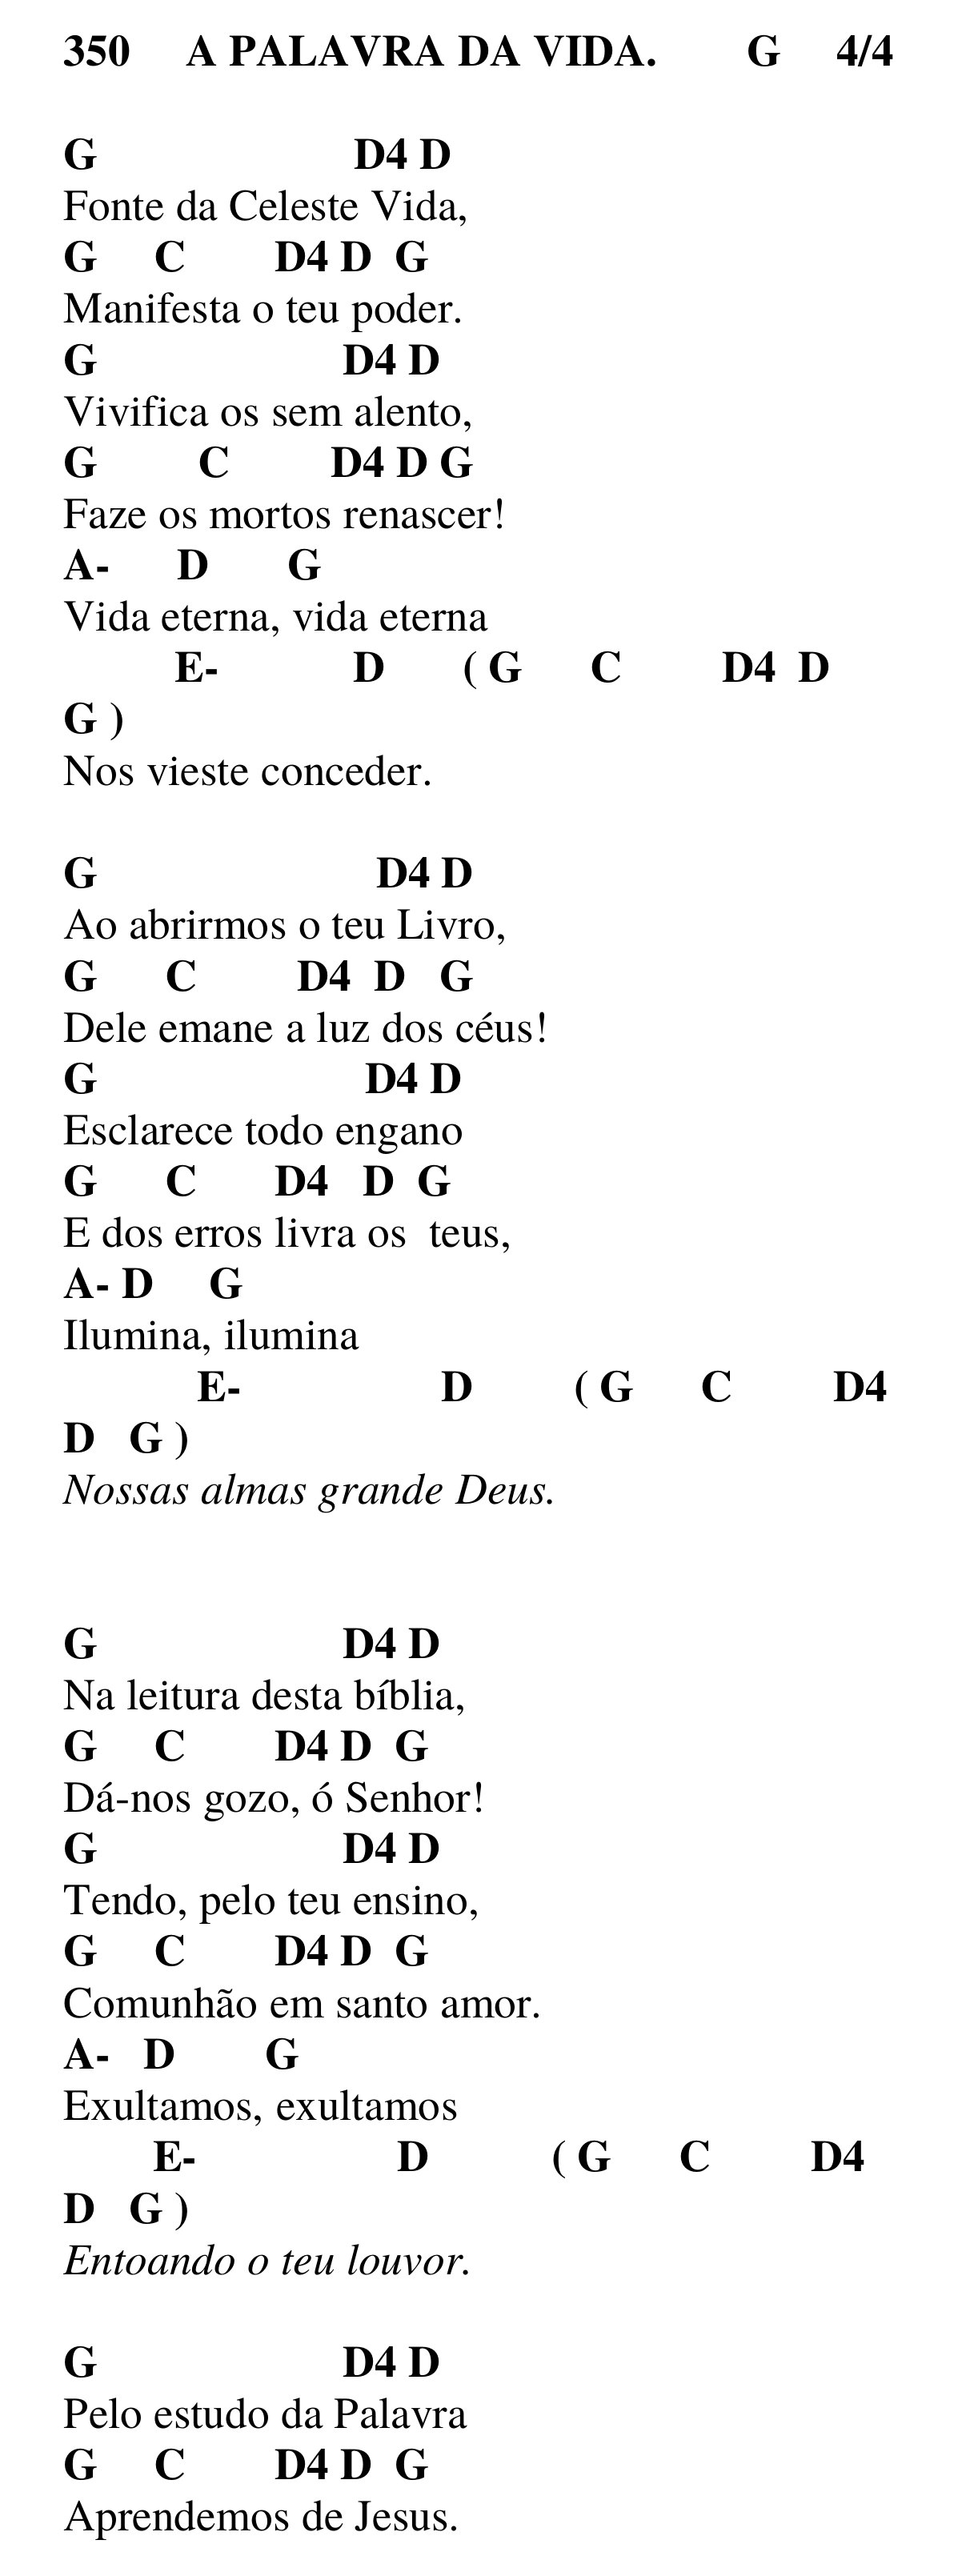 350 A PALAVRA DA VIDA. G 4/4
G D4 D
Fonte da Celeste Vida,
G C D4 D G
Manifesta o teu poder.
G D4 D
Vivifica os sem alento,
G C D4 D G
Faze os mortos renascer!
A- D G
Vida eterna, vida eterna
E- D ( G C D4 D
G )
Nos vieste conceder.
G D4 D
Ao abrirmos o teu Livro,
G C D4 D G
Dele emane a luz dos céus!
G D4 D
Esclarece todo engano
G C D4 D G
E dos erros livra os teus,
A- D G
Ilumina, ilumina
E- D ( G C D4
D G )
Nossas almas grande Deus.
G D4 D
Na leitura desta bíblia,
G C D4 D G
Dá-nos gozo, ó Senhor!
G D4 D
Tendo, pelo teu ensino,
G C D4 D G
Comunhão em santo amor.
A- D G
Exultamos, exultamos
E- D ( G C D4
D G )
Entoando o teu louvor.
G D4 D
Pelo estudo da Palavra
G C D4 D G
Aprendemos de Jesus.